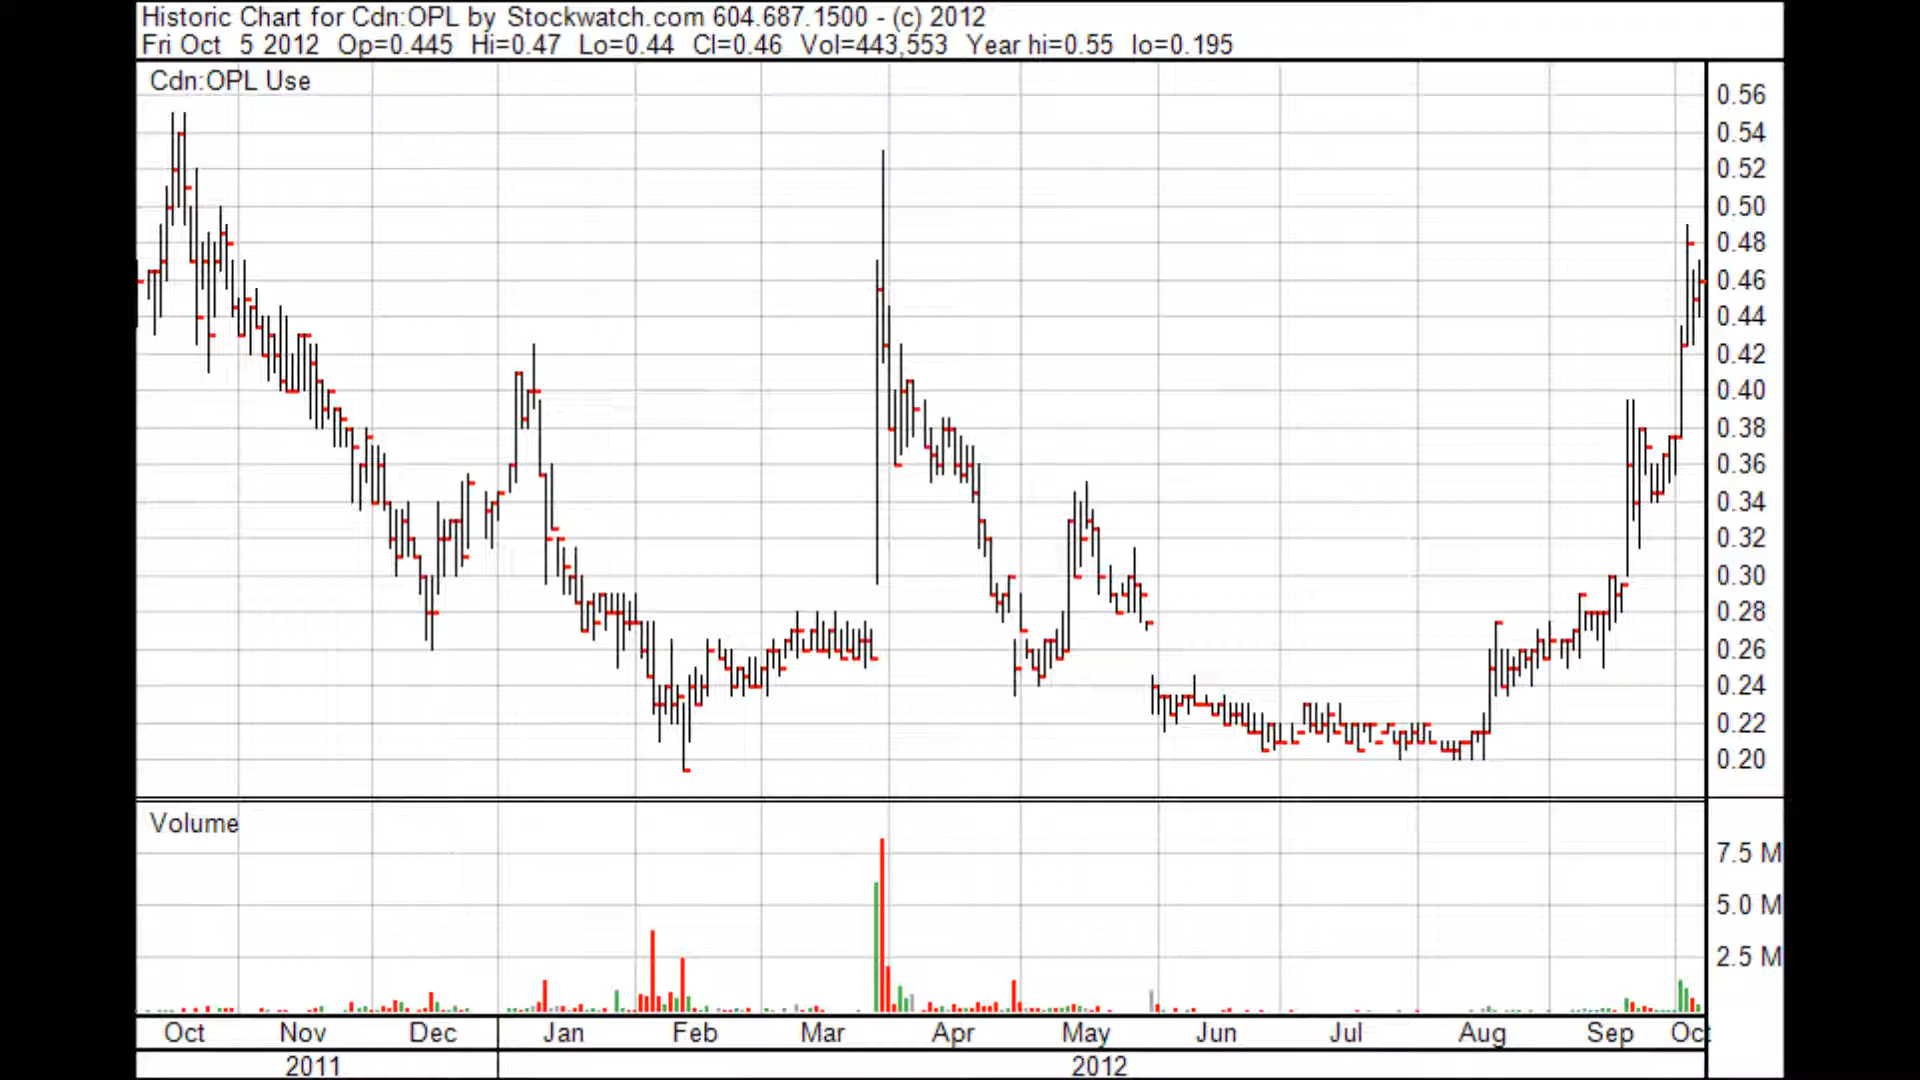 Historic Chart for Cdn:OPL by Stockwatch.com 604.687.1500 - (c) 2012
Fri Oct 5 2012 Op=0.445 Hi=0.47 Lo=0.44 Cl=0.46 Vol=443,553 Year hi=0.55 lo=0.195
Cdn:OPL Use
0.56
0.54
0.52
0.50
0.48
0.46
0.44
0.42
0.40
0.38
0.36
0.34
0.32
0.30
0.28
0.26
0.24
0.22
0.20
Volume
7.5 M
5.0 M
2.5 M
Oct Nov Dec Jan Feb Mar Apr May Jun Jul Aug Sep Oct
2011 2012